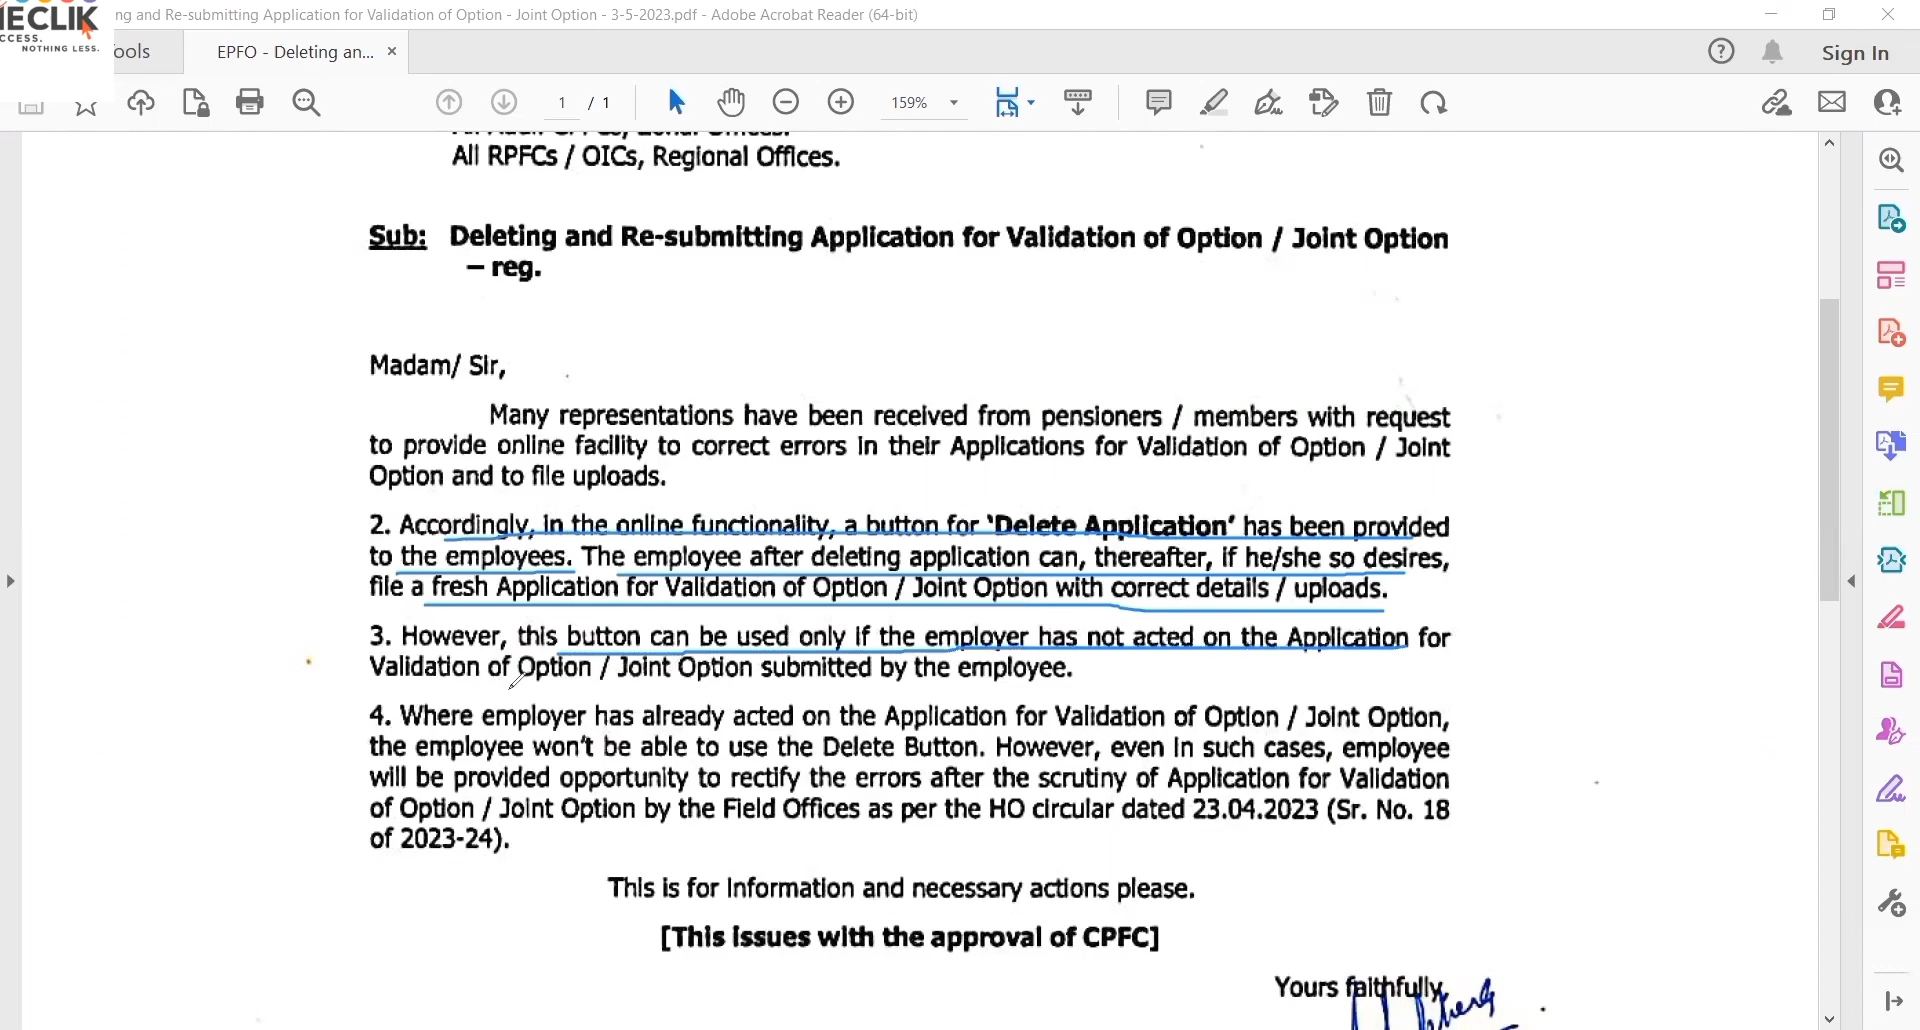 IECLIK
CCESS.
NOTHING LESS.
ng and Re-submitting Application for Validation of Option - Joint Option - 3-5-2023.pdf - Adobe Acrobat Reader (64-bit)
ools
EPFO - Deleting an... ×
Sign In
1 / 1
159%
All RPFCs / OICs, Regional Offices.
Sub: Deleting and Re-submitting Application for Validation of Option / Joint Option
– reg.
Madam/ Sir,
Many representations have been received from pensioners / members with request
to provide online facility to correct errors in their Applications for Validation of Option / Joint
Option and to file uploads.
2. Accordingly, in the online functionality, a button for 'Delete Application' has been provided
to the employees. The employee after deleting application can, thereafter, if he/she so desires,
file a fresh Application for Validation of Option / Joint Option with correct details / uploads.
3. However, this button can be used only if the employer has not acted on the Application for
Validation of Option / Joint Option submitted by the employee.
4. Where employer has already acted on the Application for Validation of Option / Joint Option,
the employee won't be able to use the Delete Button. However, even in such cases, employee
will be provided opportunity to rectify the errors after the scrutiny of Application for Validation
of Option / Joint Option by the Field Offices as per the HO circular dated 23.04.2023 (Sr. No. 18
of 2023-24).
This is for information and necessary actions please.
[This issues with the approval of CPFC]
Yours faithfully,